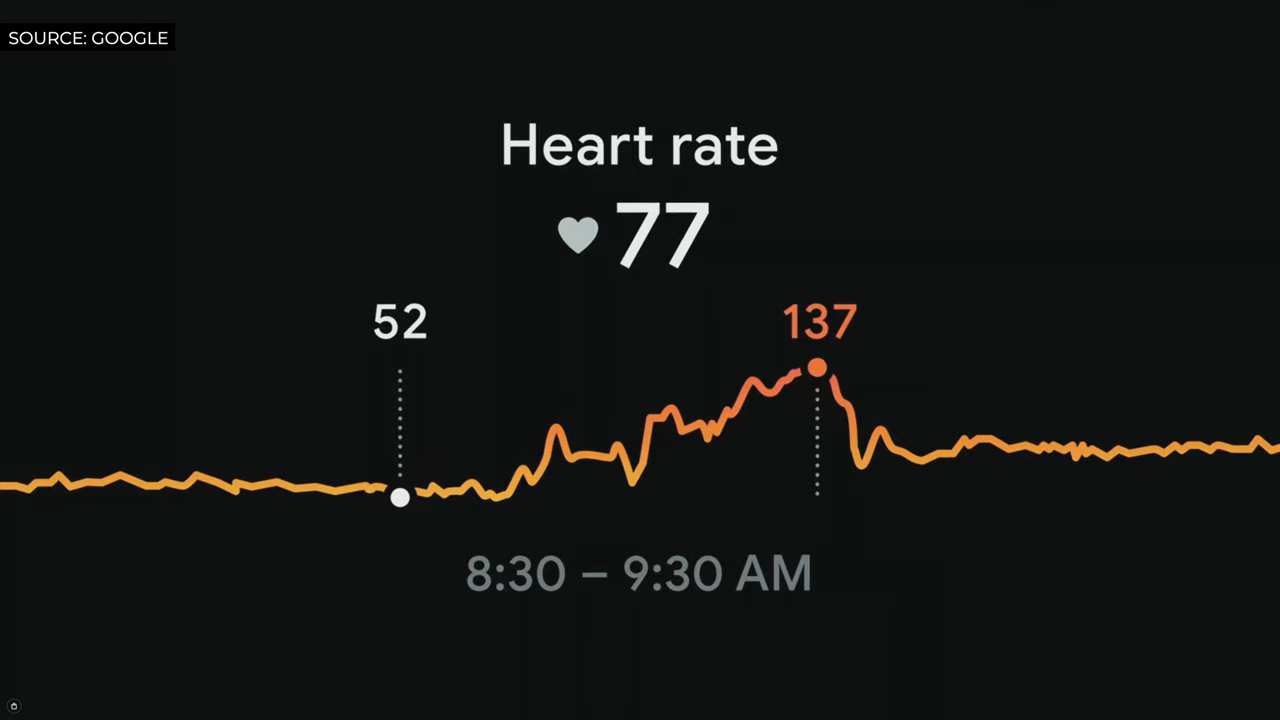 SOURCE: GOOGLE
Heart rate
77
52
137
8:30 – 9:30 AM